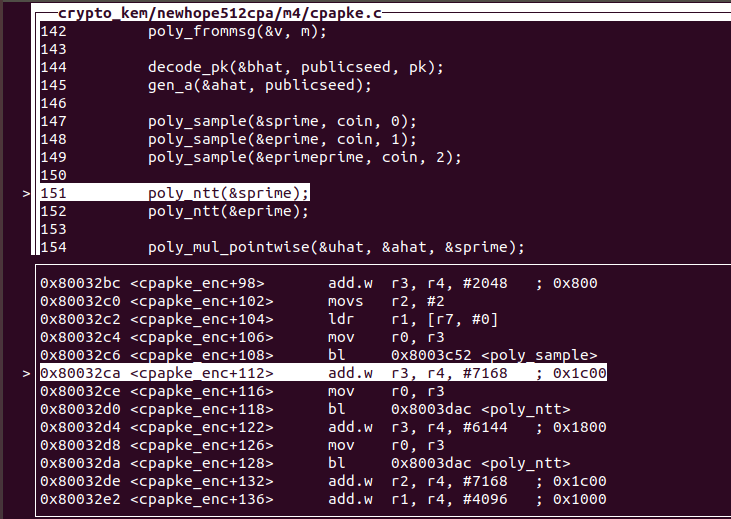 crypto_kem/newhope512cpa/m4/cpapke.c
142 poly_frommsg(&v, m);
143
144 decode_pk(&bhat, publicseed, pk);
145 gen_a(&ahat, publicseed);
146
147 poly_sample(&sprime, coin, 0);
148 poly_sample(&eprime, coin, 1);
149 poly_sample(&eprimeprime, coin, 2);
150
> 151 poly_ntt(&sprime);
152 poly_ntt(&eprime);
153
154 poly_mul_pointwise(&uhat, &ahat, &sprime);
0x80032bc <cpapke_enc+98> add.w r3, r4, #2048 ; 0x800
0x80032c0 <cpapke_enc+102> movs r2, #2
0x80032c2 <cpapke_enc+104> ldr r1, [r7, #0]
0x80032c4 <cpapke_enc+106> mov r0, r3
0x80032c6 <cpapke_enc+108> bl 0x8003c52 <poly_sample>
> 0x80032ca <cpapke_enc+112> add.w r3, r4, #7168 ; 0x1c00
0x80032ce <cpapke_enc+116> mov r0, r3
0x80032d0 <cpapke_enc+118> bl 0x8003dac <poly_ntt>
0x80032d4 <cpapke_enc+122> add.w r3, r4, #6144 ; 0x1800
0x80032d8 <cpapke_enc+126> mov r0, r3
0x80032da <cpapke_enc+128> bl 0x8003dac <poly_ntt>
0x80032de <cpapke_enc+132> add.w r2, r4, #7168 ; 0x1c00
0x80032e2 <cpapke_enc+136> add.w r1, r4, #4096 ; 0x1000